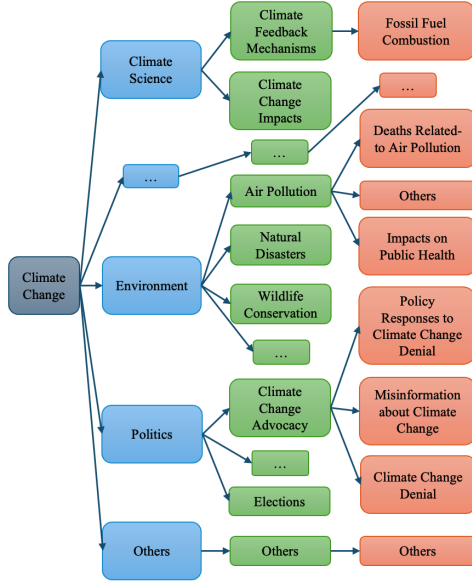 Climate
Change
Climate
Science
...
Environment
Politics
Others
Climate
Feedback
Mechanisms
Climate
Change
Impacts
...
Air Pollution
Natural
Disasters
Wildlife
Conservation
...
Climate
Change
Advocacy
...
Elections
Others
Fossil Fuel
Combustion
...
Deaths Related-
to Air Pollution
Others
Impacts on
Public Health
Policy
Responses to
Climate Change
Denial
Misinformation
about Climate
Change
Climate Change
Denial
Others